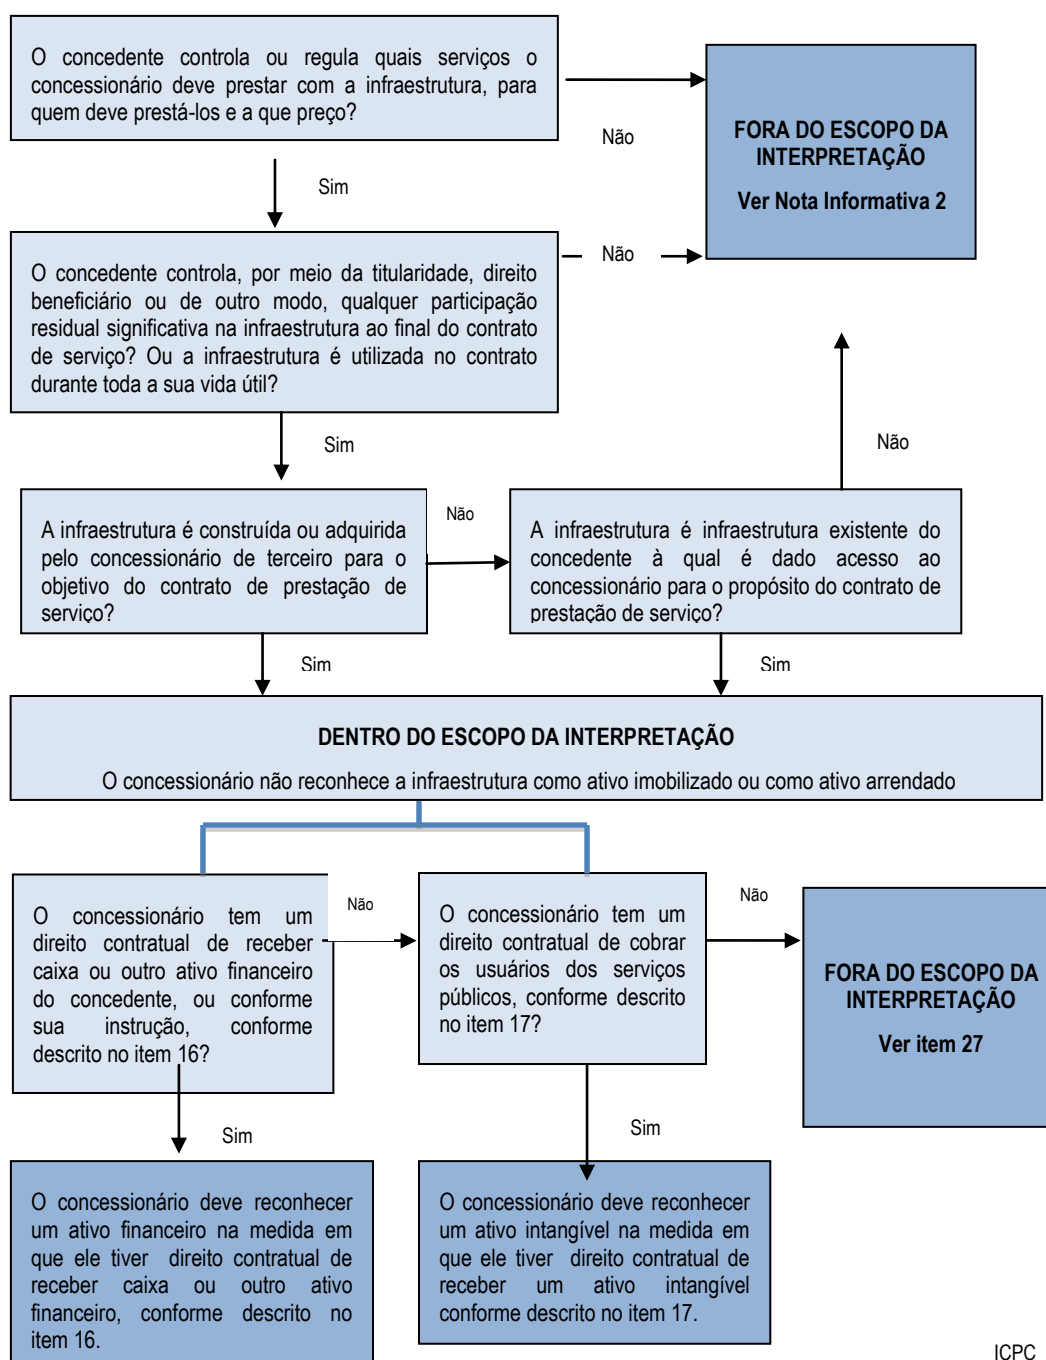 O concedente controla ou regula quais serviços o
concessionário deve prestar com a infraestrutura, para
quem deve prestá-los e a que preço?
Não
FORA DO ESCOPO DA
INTERPRETAÇÃO
Ver Nota Informativa 2
Sim
O concedente controla, por meio da titularidade, direito
beneficiário ou de outro modo, qualquer participação
residual significativa na infraestrutura ao final do contrato
de serviço? Ou a infraestrutura é utilizada no contrato
durante toda a sua vida útil?
Não
Sim
Não
A infraestrutura é construída ou adquirida
pelo concessionário de terceiro para o
objetivo do contrato de prestação de
serviço?
Não
A infraestrutura é infraestrutura existente do
concedente à qual é dado acesso ao
concessionário para o propósito do contrato de
prestação de serviço?
Sim
Sim
DENTRO DO ESCOPO DA INTERPRETAÇÃO
O concessionário não reconhece a infraestrutura como ativo imobilizado ou como ativo arrendado
O concessionário tem um
direito contratual de receber
caixa ou outro ativo financeiro
do concedente, ou conforme
sua instrução, conforme
descrito no item 16?
Não
O concessionário tem um
direito contratual de cobrar
os usuários dos serviços
públicos, conforme descrito
no item 17?
Não
FORA DO ESCOPO DA
INTERPRETAÇÃO
Ver item 27
Sim
Sim
O concessionário deve reconhecer
um ativo financeiro na medida em
que ele tiver direito contratual de
receber caixa ou outro ativo
financeiro, conforme descrito no
item 16.
O concessionário deve reconhecer
um ativo intangível na medida em
que ele tiver direito contratual de
receber um ativo intangível
conforme descrito no item 17.
ICPC